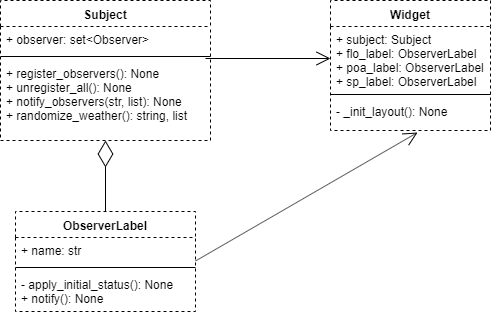 Subject
+ observer: set<Observer>
+ register_observers(): None
+ unregister_all(): None
+ notify_observers(str, list): None
+ randomize_weather(): string, list
Widget
+ subject: Subject
+ flo_label: ObserverLabel
+ poa_label: ObserverLabel
+ sp_label: ObserverLabel
- _init_layout(): None
ObserverLabel
+ name: str
- apply_initial_status(): None
+ notify(): None